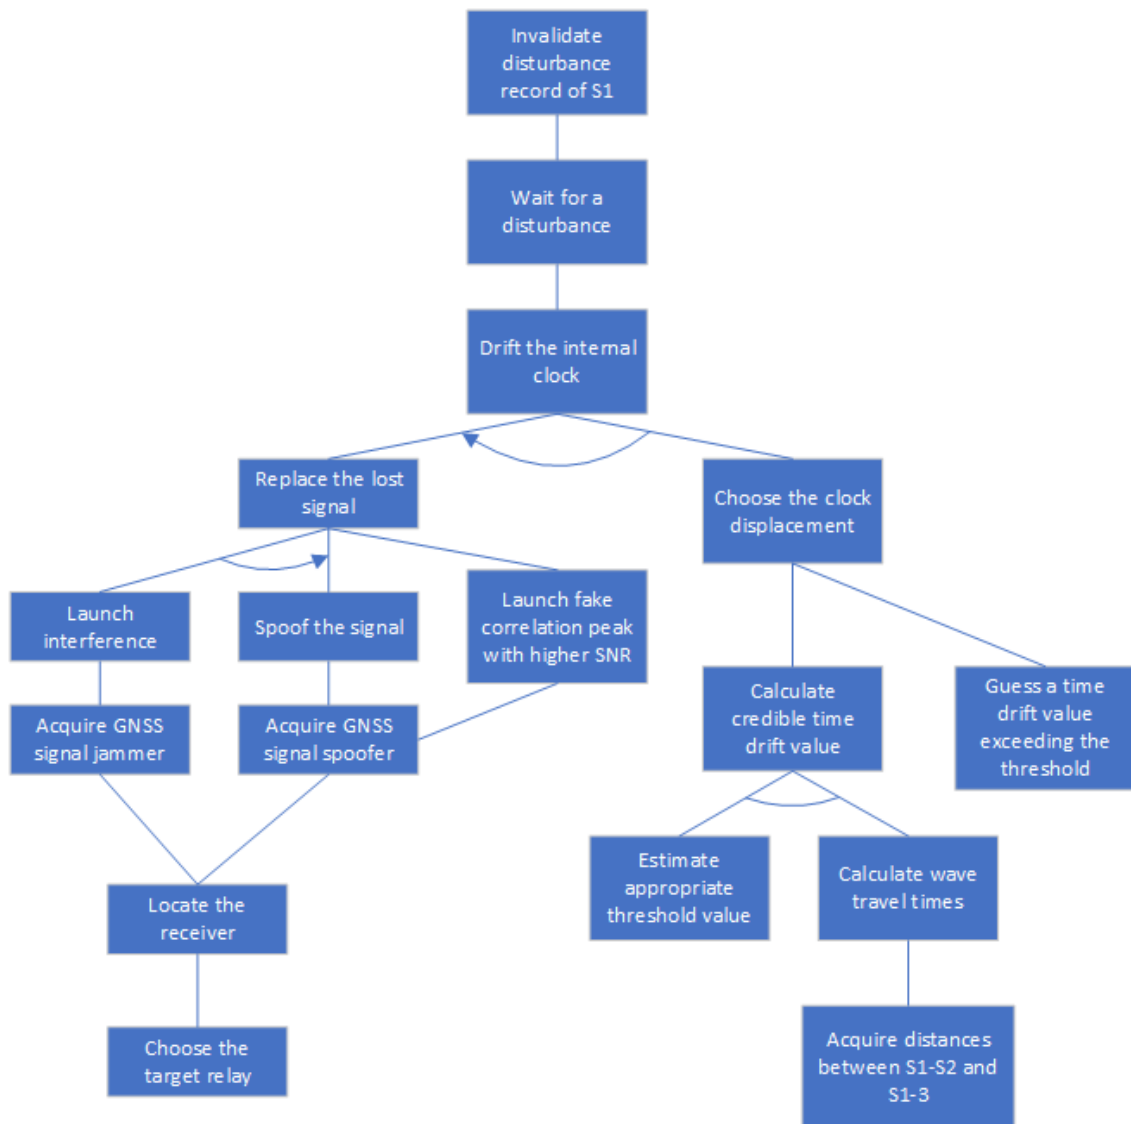 Invalidate
disturbance
record of S1
Wait for a
disturbance
Drift the internal
clock
Replace the lost
signal
Choose the clock
displacement
Launch
interference
Spoof the signal
Launch fake
correlation peak
with higher SNR
Acquire GNSS
signal jammer
Acquire GNSS
signal spoofer
Calculate
credible time
drift value
Guess a time
drift value
exceeding the
threshold
Estimate
appropriate
threshold value
Calculate wave
travel times
Locate the
receiver
Choose the
target relay
Acquire distances
between S1-S2 and
S1-3